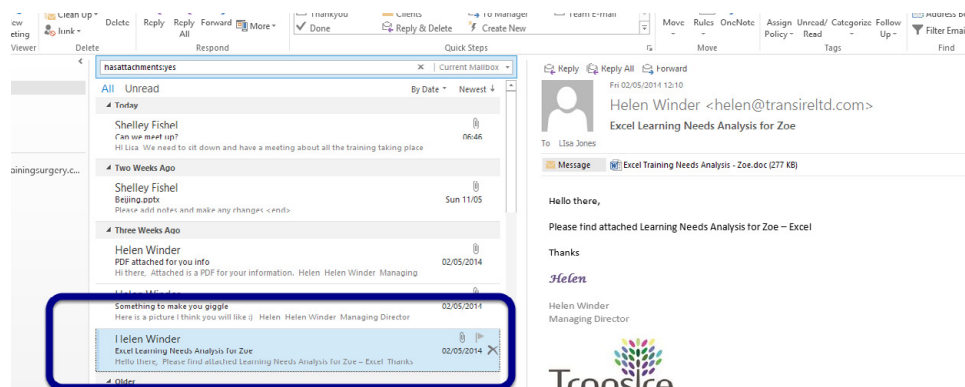 Clean Up
Thankyou
Clients
To Manager
Team E-mail
Address B
Delete Reply Reply Forward More Move Rules OneNote Assign Unread/ Categorize Follow
eting Junk All Done Reply & Delete Create New Policy Read Up Filter Emai
Viewer Delete Respond Quick Steps Move Tags Find
hasattachments:yes Current Mailbox
All Unread By Date Newest ↓
Today
Shelley Fishel
Can we meet up? 06:46
Hi Lisa We need to sit down and have a meeting about all the training taking place
Two Weeks Ago
Shelley Fishel
Beijing.pptx Sun 11/05
Please add notes and make any changes <end>
Three Weeks Ago
Helen Winder
PDF attached for you info 02/05/2014
Hi there, Attached is a PDF for your information. Helen Helen Winder Managing
Helen Winder
Something to make you giggle 02/05/2014
Here is a picture I think you will like :) Helen Helen Winder Managing Director
Helen Winder
Excel Learning Needs Analysis for Zoe 02/05/2014
Hello there, Please find attached Learning Needs Analysis for Zoe – Excel Thanks
Older
ainingsurgery.c...
Reply Reply All Forward
Fri 02/05/2014 12:10
Helen Winder <helen@transireltd.com>
Excel Learning Needs Analysis for Zoe
To LIsa Jones
Message Excel Training Needs Analysis - Zoe.doc (277 KB)
Hello there,
Please find attached Learning Needs Analysis for Zoe – Excel
Thanks
Helen
Helen Winder
Managing Director